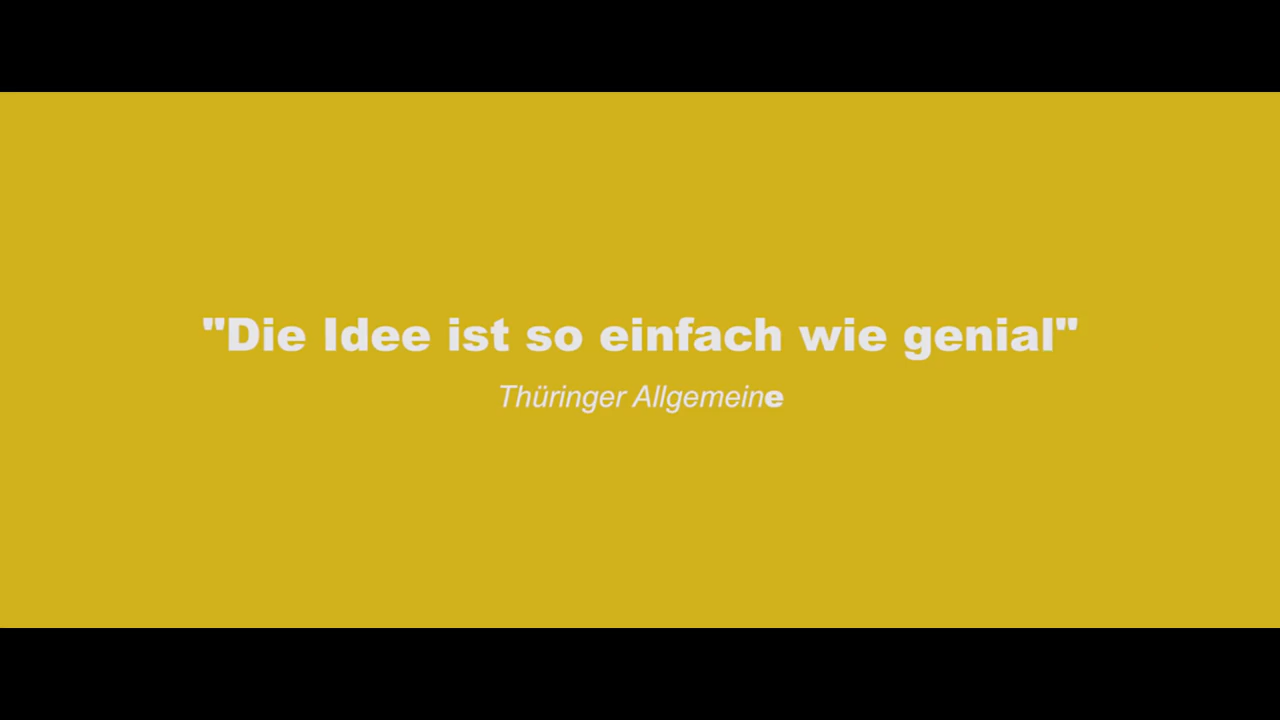 "Die Idee ist so einfach wie genial"
Thüringer Allgemeine